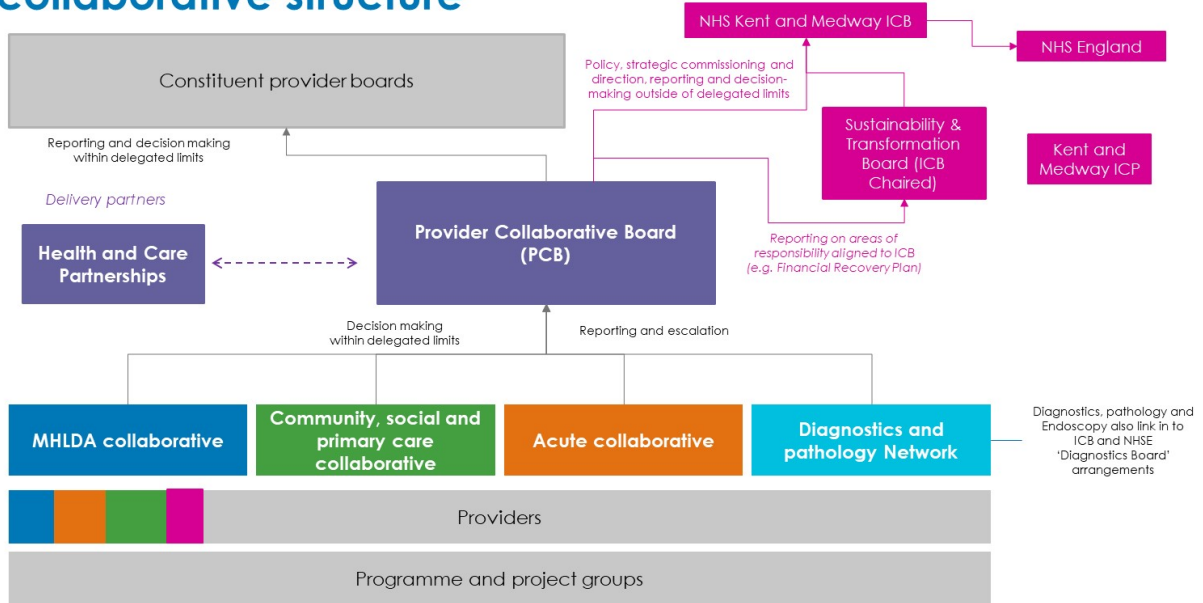 collaborative structure
NHS Kent and Medway ICB
NHS England
Constituent provider boards
Policy, strategic commissioning and
direction, reporting and decision-
making outside of delegated limits
Sustainability &
Transformation
Board (ICB
Chaired)
Kent and
Medway ICP
Reporting and decision making
within delegated limits
Delivery partners
Health and Care
Partnerships
Provider Collaborative Board
(PCB)
Reporting on areas of
responsibility aligned to ICB
(e.g. Financial Recovery Plan)
Decision making
within delegated limits
Reporting and escalation
MHLDA collaborative
Community, social and
primary care
collaborative
Acute collaborative
Diagnostics and
pathology Network
Diagnostics, pathology and
Endoscopy also link in to
ICB and NHSE
‘Diagnostics Board’
arrangements
Providers
Programme and project groups